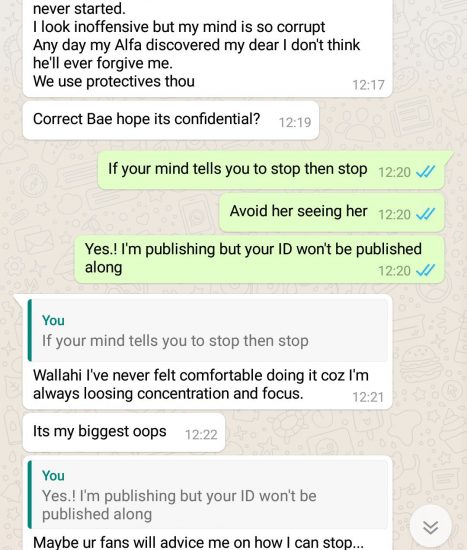 never started.
I look inoffensive but my mind is so corrupt
Any day my Alfa discovered my dear I don't think
he'll ever forgive me.
We use protectives thou
12:17
Correct Bae hope its confidential? 12:19
If your mind tells you to stop then stop 12:20
Avoid her seeing her 12:20
Yes.! I'm publishing but your ID won't be published
along
12:20
You
If your mind tells you to stop then stop
Wallahi I've never felt comfortable doing it coz I'm
always loosing concentration and focus. 12:21
Its my biggest oops 12:22
You
Yes.! I'm publishing but your ID won't be
published along
Maybe ur fans will advice me on how I can stop...